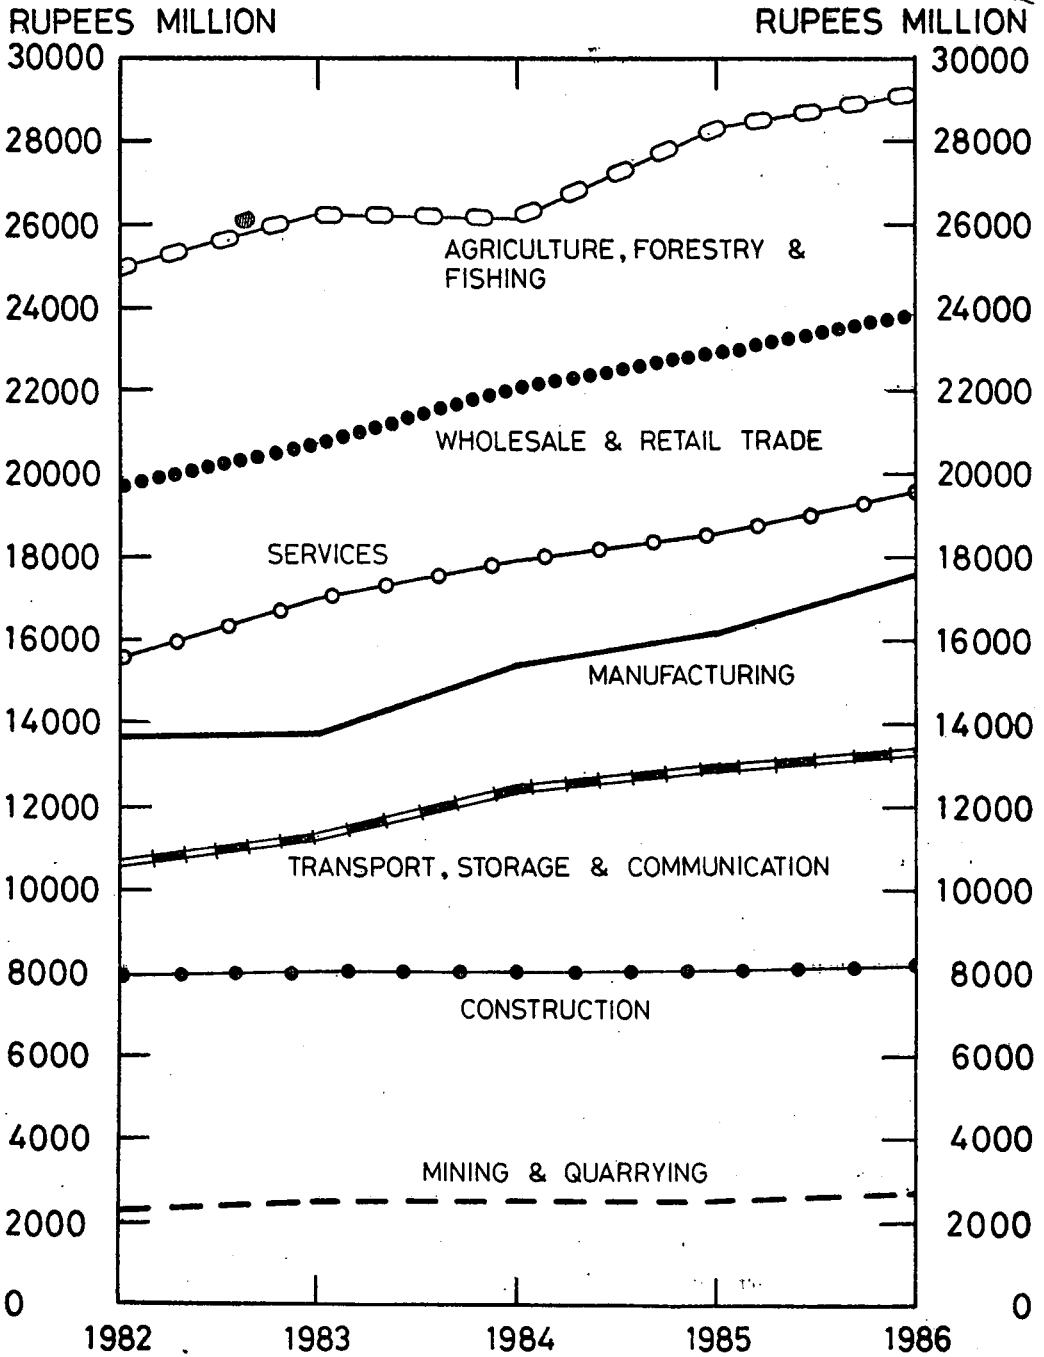 RUPEES MILLION
RUPEES MILLION
30000
28000
26000
24000
22000
20000
18000
16000
14000
12000
10000
8000
6000
4000
2000
0
30000
28000
26000
24000
22000
20000
18000
16000
14000
12000
10000
8000
6000
4000
2000
0
AGRICULTURE, FORESTRY &
FISHING
WHOLESALE & RETAIL TRADE
SERVICES
MANUFACTURING
TRANSPORT, STORAGE & COMMUNICATION
CONSTRUCTION
MINING & QUARRYING
1982 1983 1984 1985 1986